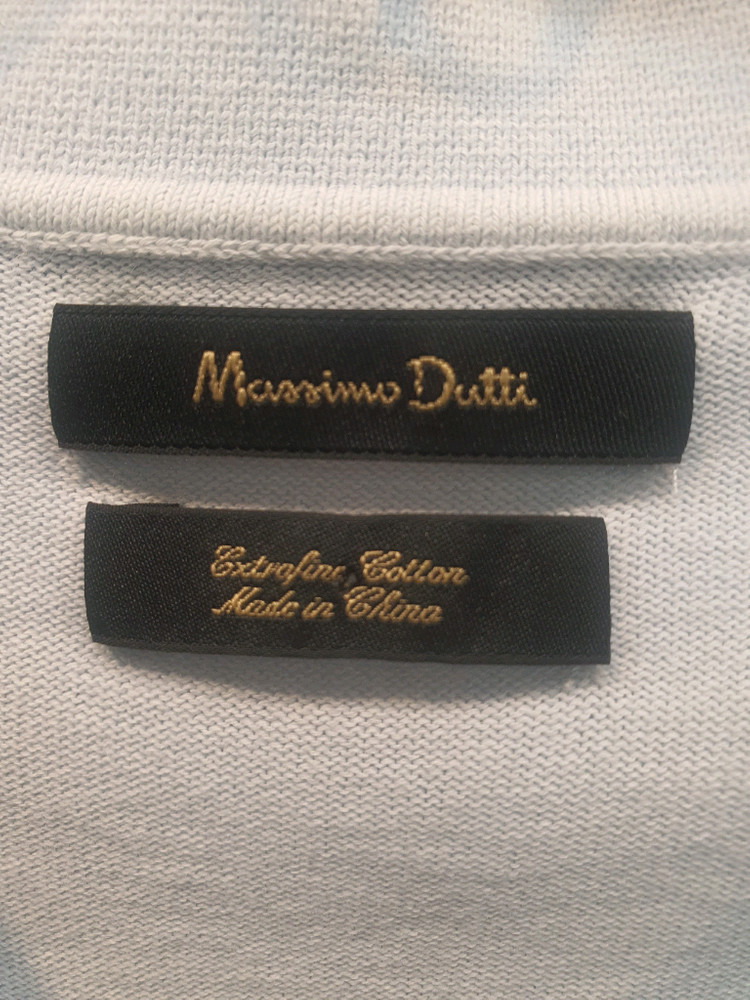 Massimo Dutti
Extrafine Cotton
Made in China